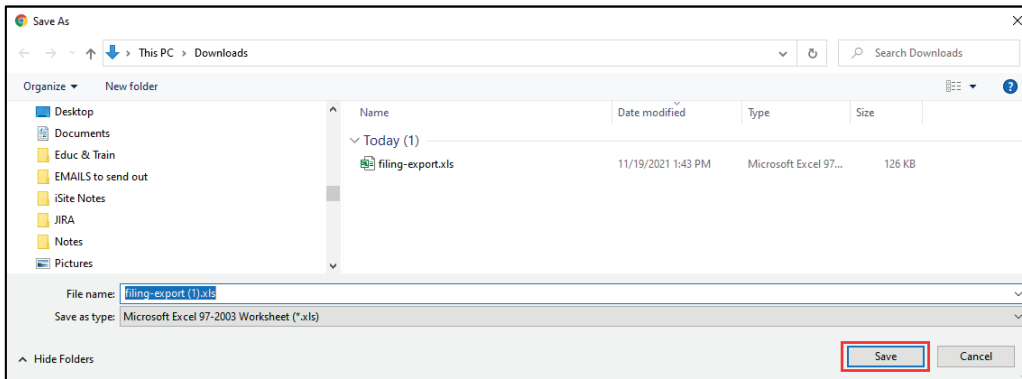 Save As
This PC > Downloads
Search Downloads
Organize
New folder
Desktop
Documents
Educ & Train
EMAILS to send out
iSite Notes
JIRA
Notes
Pictures
Name Date modified Type Size
Today (1)
filing-export.xls 11/19/2021 1:43 PM Microsoft Excel 97... 126 KB
File name: filing-export (1).xls
Save as type: Microsoft Excel 97-2003 Worksheet (*.xls)
Hide Folders
Save
Cancel